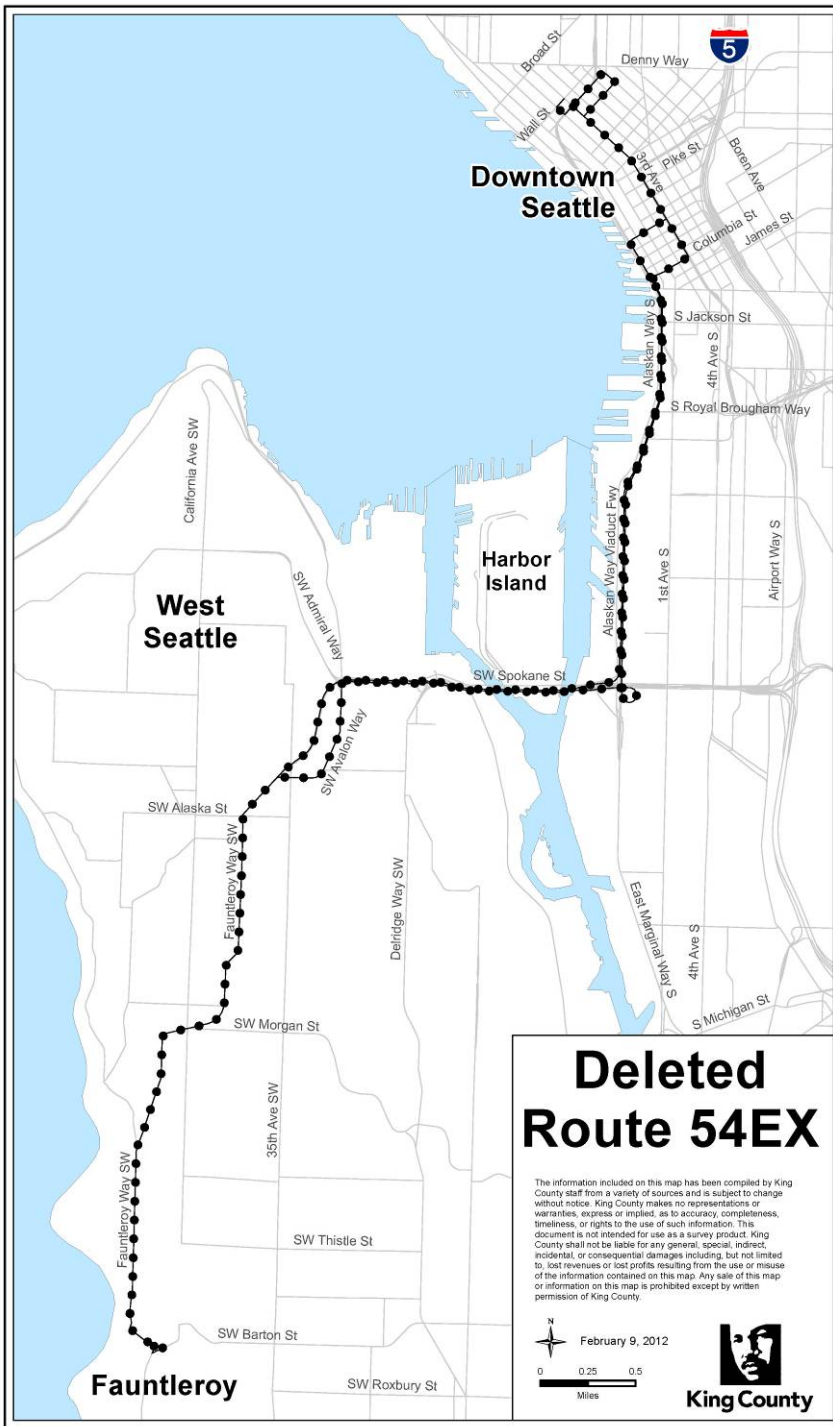 Broad St
Denny Way
5
Wall St
Pike St
Boren Ave
3rd Ave
Downtown
Seattle
Columbia St
James St
Alaskan Way S
S Jackson St
4th Ave S
S Royal Brougham Way
California Ave SW
Alaskan Way Viaduct Fwy
1st Ave S
Airport Way S
Harbor
Island
SW Admiral Way
West
Seattle
SW Spokane St
SW Avalon Way
SW Alaska St
Fauntleroy Way SW
Delridge Way SW
East Marginal Way S
4th Ave S
S Michigan St
SW Morgan St
35th Ave SW
Fauntleroy Way SW
SW Thistle St
SW Barton St
Fauntleroy
SW Roxbury St
Deleted
Route 54EX
The information included on this map has been compiled by King
County staff from a variety of sources and is subject to change
without notice. King County makes no representations or
warranties, express or implied, as to accuracy, completeness,
timeliness, or rights to the use of such information. This
document is not intended for use as a survey product. King
County shall not be liable for any general, special, indirect,
incidental, or consequential damages including, but not limited
to, lost revenues or lost profits resulting from the use or misuse
of the information contained on this map. Any sale of this map
or information on this map is prohibited except by written
permission of King County.
N
February 9, 2012
0 0.25 0.5
Miles
King County